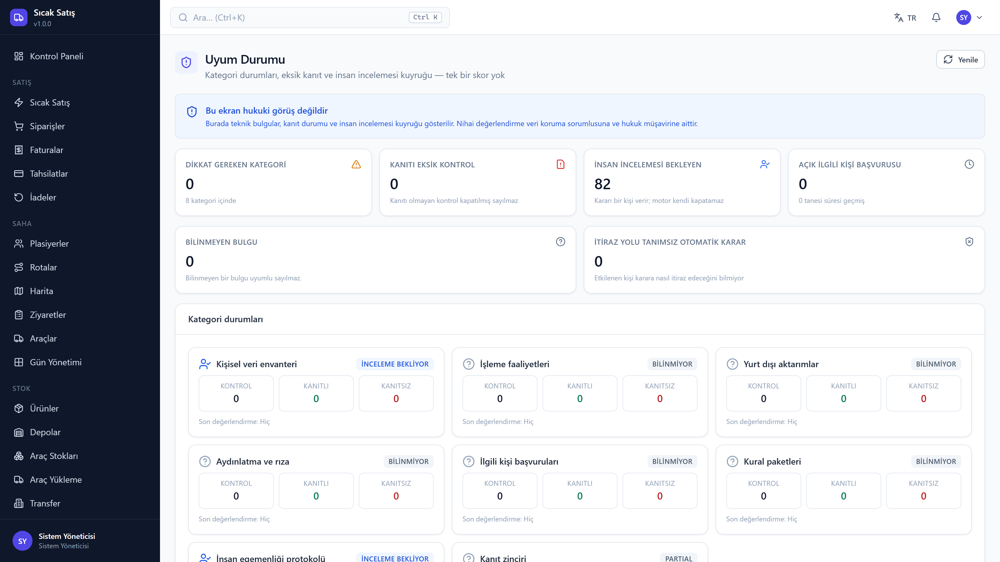 Sıcak Satış
v1.0.0
Ara... (Ctrl+K)
Ctrl K
TR
SY
Kontrol Paneli
SATIŞ
Sıcak Satış
Siparişler
Faturalar
Tahsilatlar
İadeler
SAHA
Plasiyerler
Rotalar
Harita
Ziyaretler
Araçlar
Gün Yönetimi
STOK
Ürünler
Depolar
Araç Stokları
Araç Yükleme
Transfer
SY
Sistem Yöneticisi
Sistem Yöneticisi
Uyum Durumu
Kategori durumları, eksik kanıt ve insan incelemesi kuyruğu — tek bir skor yok
Yenile
Bu ekran hukuki görüş değildir
Burada teknik bulgular, kanıt durumu ve insan incelemesi kuyruğu gösterilir. Nihai değerlendirme veri koruma sorumlusuna ve hukuk müşavirine aittir.
DİKKAT GEREKEN KATEGORİ
0
8 kategori içinde
KANITI EKSİK KONTROL
0
Kanıtı olmayan kontrol kapatılmış sayılmaz
İNSAN İNCELEMESİ BEKLEYEN
82
Kararı bir kişi verir; motor kendi kapatamaz
AÇIK İLGİLİ KİŞİ BAŞVURUSU
0
0 tanesi süresi geçmiş
BİLİNMEYEN BULGU
0
Bilinmeyen bir bulgu uyumlu sayılmaz.
İTİRAZ YOLU TANIMSIZ OTOMATİK KARAR
0
Etkilenen kişi karara nasıl itiraz edeceğini bilmiyor
Kategori durumları
Kişisel veri envanteri
İNCELEME BEKLİYOR
KONTROL
0
KANITLI
0
KANITSIZ
0
Son değerlendirme: Hiç
İşleme faaliyetleri
BİLİNMİYOR
KONTROL
0
KANITLI
0
KANITSIZ
0
Son değerlendirme: Hiç
Yurt dışı aktarımlar
BİLİNMİYOR
KONTROL
0
KANITLI
0
KANITSIZ
0
Son değerlendirme: Hiç
Aydınlatma ve rıza
BİLİNMİYOR
KONTROL
0
KANITLI
0
KANITSIZ
0
Son değerlendirme: Hiç
İlgili kişi başvuruları
BİLİNMİYOR
KONTROL
0
KANITLI
0
KANITSIZ
0
Son değerlendirme: Hiç
Kural paketleri
BİLİNMİYOR
KONTROL
0
KANITLI
0
KANITSIZ
0
Son değerlendirme: Hiç
İnsan egemenliği protokolü
İNCELEME BEKLİYOR
Kanıt zinciri
PARTIAL